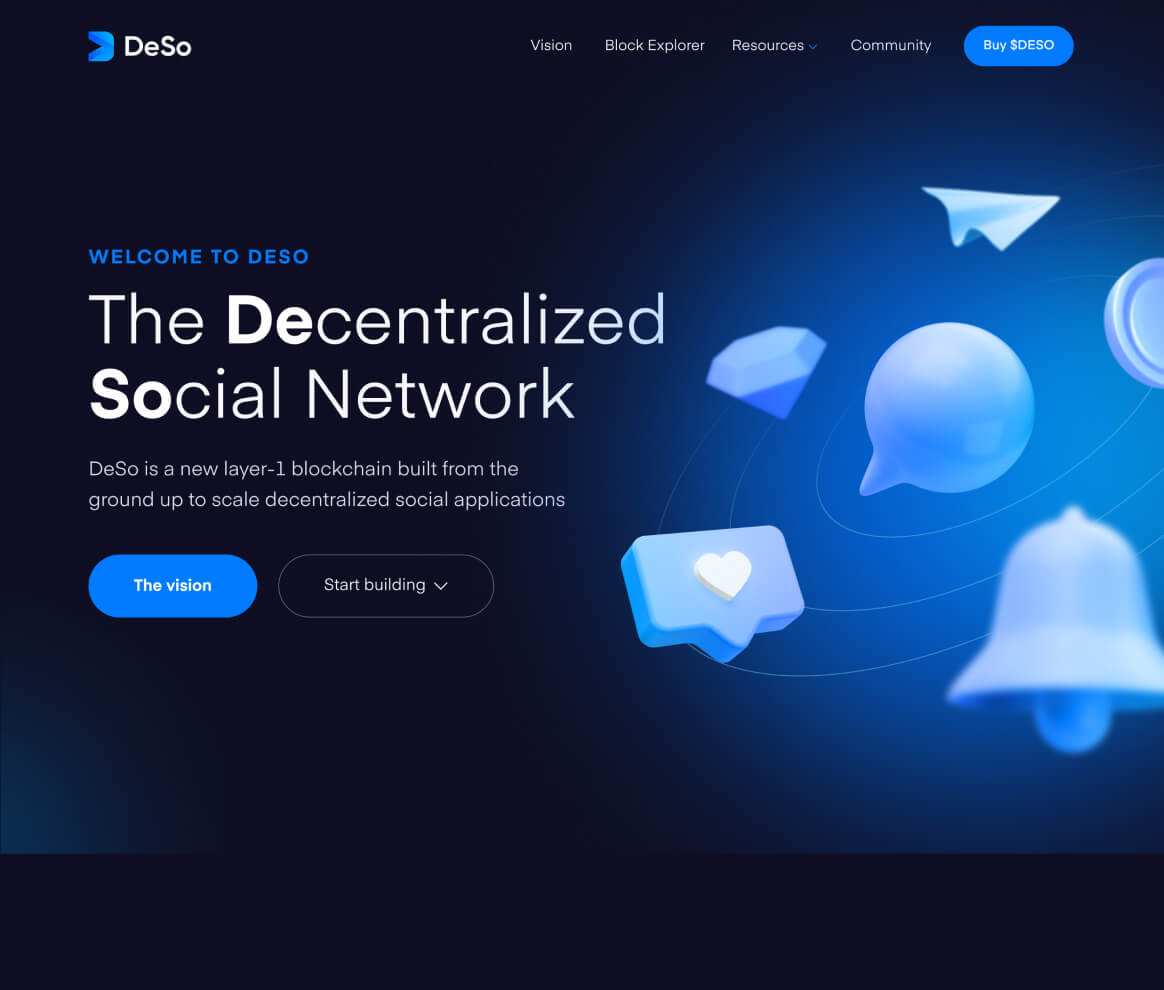 DeSo
Vision Block Explorer Resources Community Buy $DESO
WELCOME TO DESO
The Decentralized
Social Network
DeSo is a new layer-1 blockchain built from the
ground up to scale decentralized social applications
The vision Start building